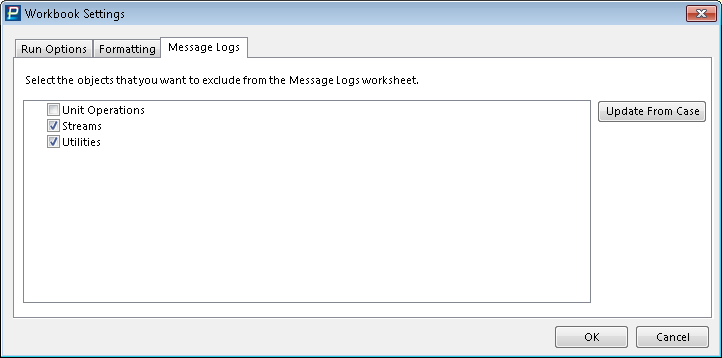 Workbook Settings
Run Options Formatting Message Logs
Select the objects that you want to exclude from the Message Logs worksheet.
Unit Operations
Streams
Utilities
Update From Case
OK Cancel